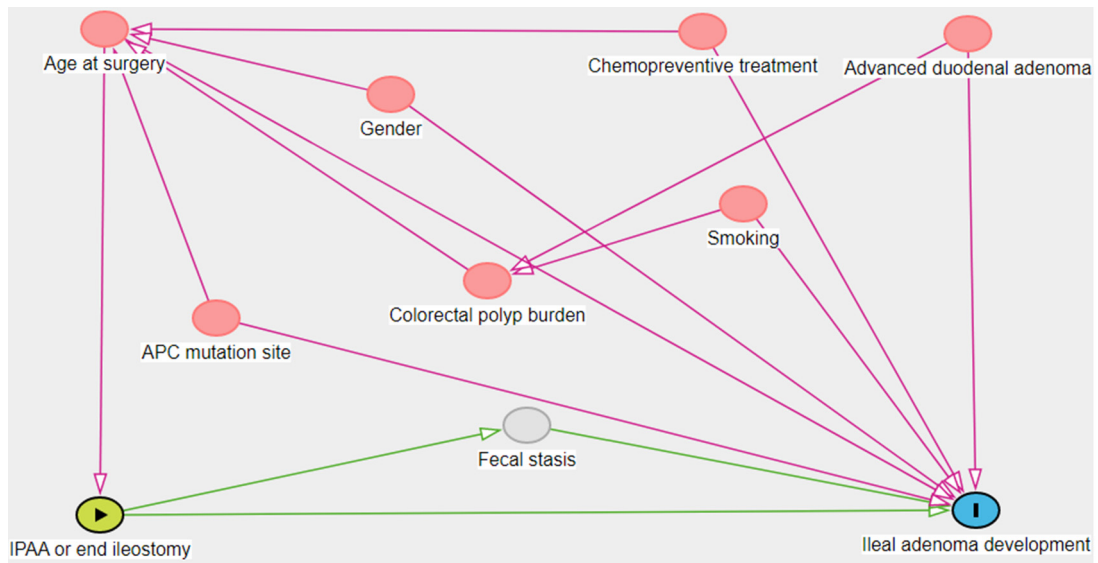 Age at surgery
Chemopreventive treatment
Advanced duodenal adenoma
Gender
Smoking
Colorectal polyp burden
APC mutation site
Fecal stasis
IPAA or end ileostomy
Ileal adenoma development